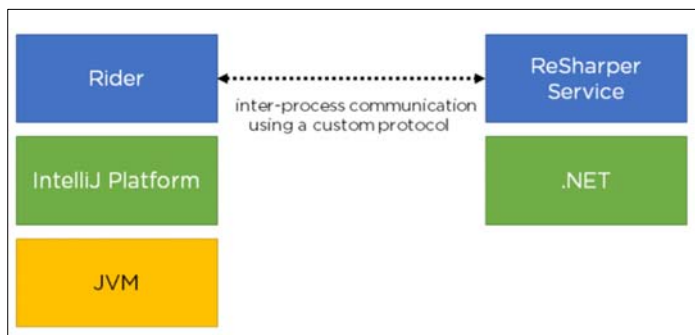 Rider
ReSharper
Service
inter-process communication
using a custom protocol
IntelliJ Platform
.NET
JVM